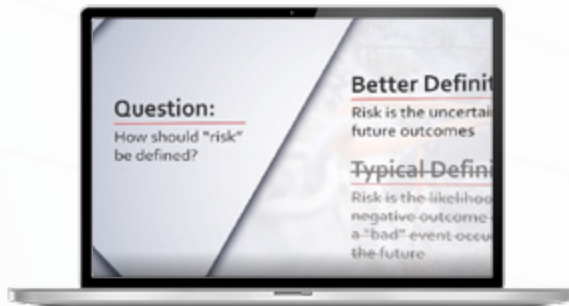 Question:
How should "risk"
be defined?
Better Definit
Risk is the uncertai
future outcomes
Typical Defini
Risk is the likelihoo
negative outcome
a "bad" event occu
the future